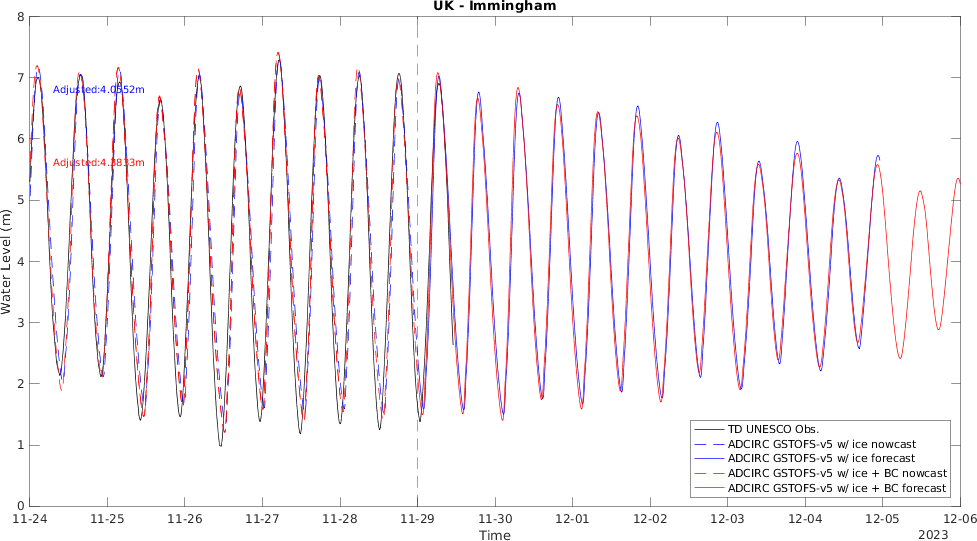 UK - Immingham
8
7
6
5
4
3
2
1
0
Water Level (m)
Adjusted:4.0552m
Adjusted:4.3833m
TD UNESCO Obs.
ADCIRC GSTOFS-v5 w/ ice nowcast
ADCIRC GSTOFS-v5 w/ ice forecast
ADCIRC GSTOFS-v5 w/ ice + BC nowcast
ADCIRC GSTOFS-v5 w/ ice + BC forecast
11-24 11-25 11-26 11-27 11-28 11-29 11-30 12-01 12-02 12-03 12-04 12-05 12-06
Time
2023